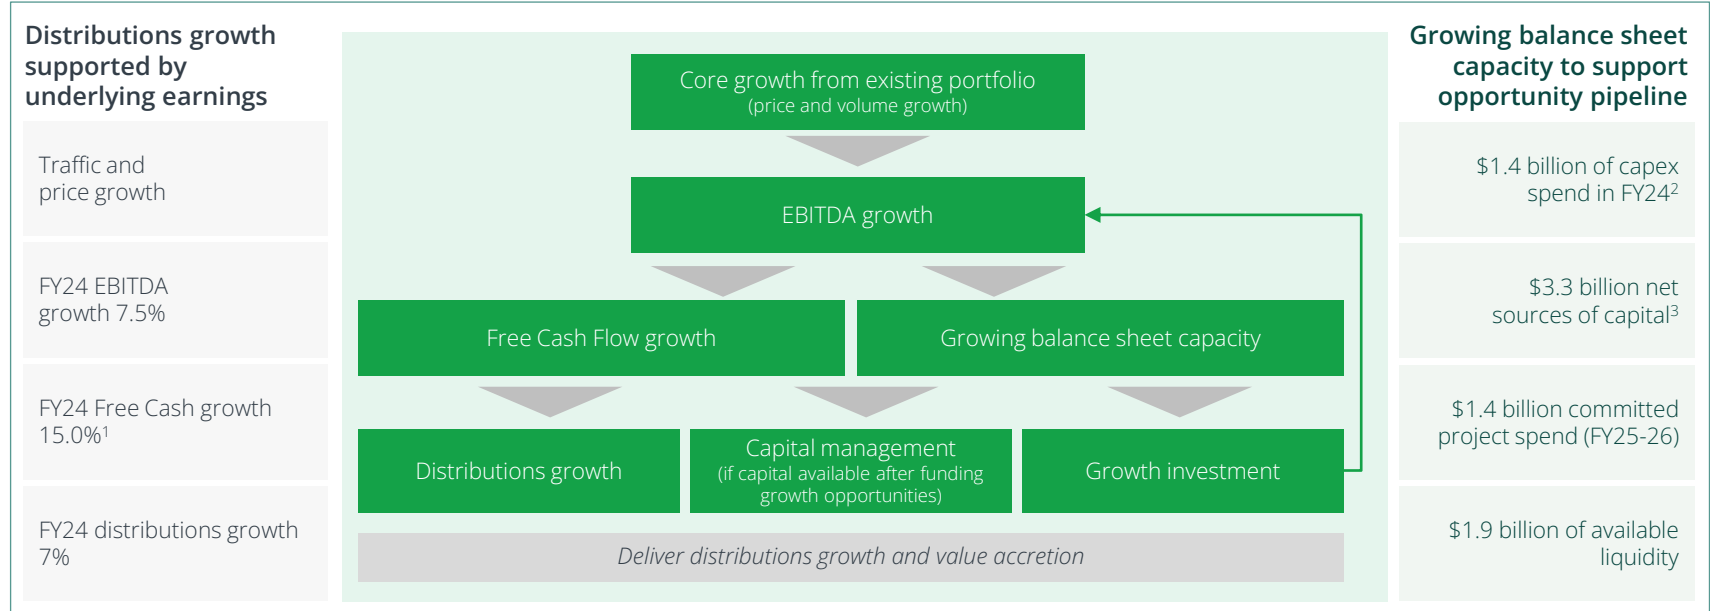 Distributions growth
supported by
underlying earnings
Traffic and
price growth
FY24 EBITDA
growth 7.5%
FY24 Free Cash growth
15.0%¹
FY24 distributions growth
7%
Core growth from existing portfolio
(price and volume growth)
EBITDA growth
Free Cash Flow growth
Growing balance sheet capacity
Distributions growth
Capital management
(if capital available after funding
growth opportunities)
Growth investment
Deliver distributions growth and value accretion
Growing balance sheet
capacity to support
opportunity pipeline
$1.4 billion of capex
spend in FY24²
$3.3 billion net
sources of capital³
$1.4 billion committed
project spend (FY25-26)
$1.9 billion of available
liquidity